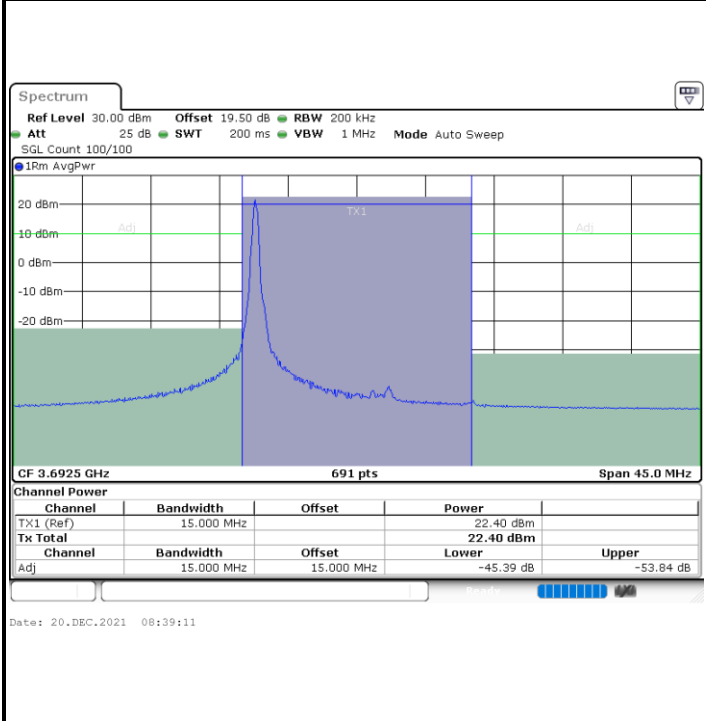 Spectrum
Ref Level 30.00 dBm Offset 19.50 dB RBW 200 kHz
Att 25 dB SWT 200 ms VBW 1 MHz Mode Auto Sweep
SGL Count 100/100
1Rm AvgPwr
20 dBm
TX1
Adj Adj
10 dBm
0 dBm
-10 dBm
-20 dBm
CF 3.6925 GHz 691 pts Span 45.0 MHz
Channel Power
Channel Bandwidth Offset Power
TX1 (Ref) 15.000 MHz 22.40 dBm
Tx Total 22.40 dBm
Channel Bandwidth Offset Lower Upper
Adj 15.000 MHz 15.000 MHz -45.39 dB -53.84 dB
Ready
Date: 20.DEC.2021 08:39:11